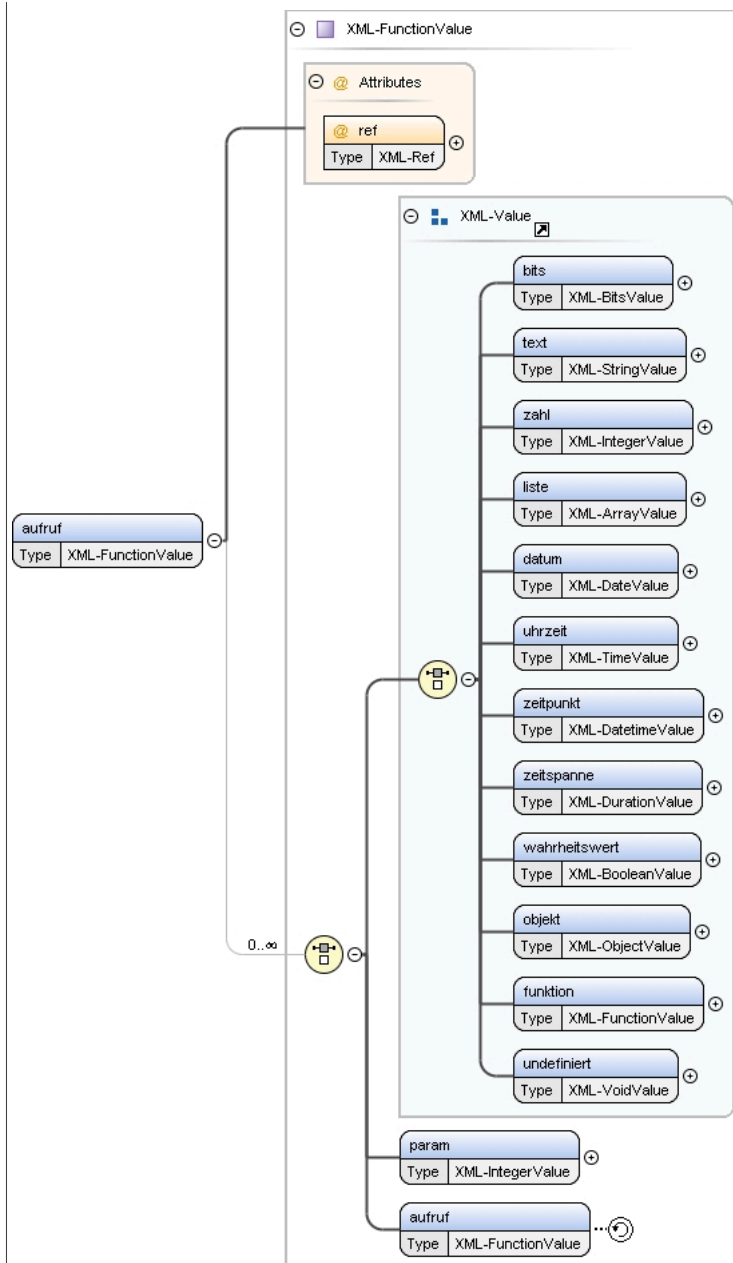 XML-FunctionValue
@ Attributes
@ ref
Type XML-Ref
XML-Value
bits
Type XML-BitsValue
text
Type XML-StringValue
zahl
Type XML-IntegerValue
liste
Type XML-ArrayValue
aufruf
Type XML-FunctionValue
datum
Type XML-DateValue
uhrzeit
Type XML-TimeValue
zeitpunkt
Type XML-DatetimeValue
zeitspanne
Type XML-DurationValue
wahrheitswert
Type XML-BooleanValue
0..∞
objekt
Type XML-ObjectValue
funktion
Type XML-FunctionValue
undefiniert
Type XML-VoidValue
param
Type XML-IntegerValue
aufruf
Type XML-FunctionValue